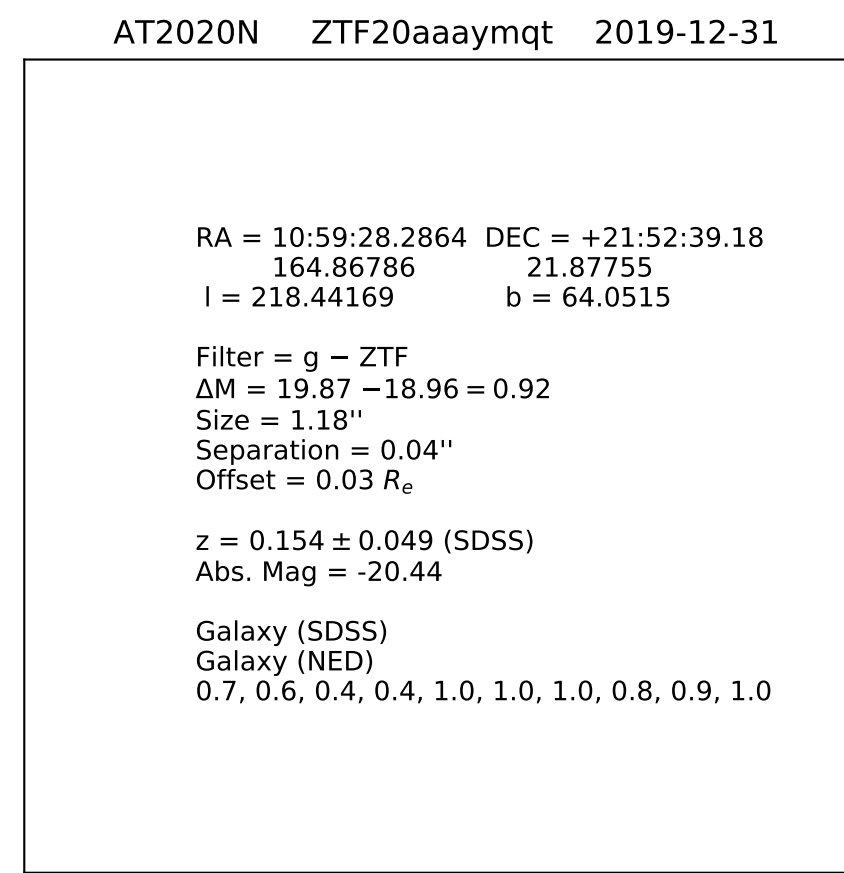 AT2020N ZTF20aaaymqt 2019-12-31
RA = 10:59:28.2864 DEC = +21:52:39.18
164.86786 21.87755
l = 218.44169 b = 64.0515
Filter = g − ZTF
ΔM = 19.87 −18.96 = 0.92
Size = 1.18''
Separation = 0.04''
Offset = 0.03 Rₑ
z = 0.154 ± 0.049 (SDSS)
Abs. Mag = -20.44
Galaxy (SDSS)
Galaxy (NED)
0.7, 0.6, 0.4, 0.4, 1.0, 1.0, 1.0, 0.8, 0.9, 1.0